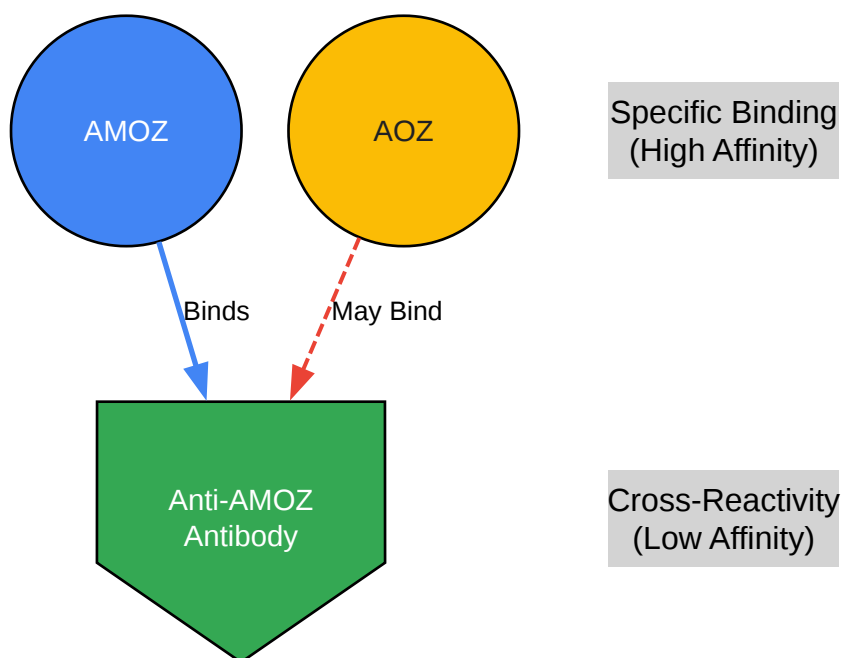 AMOZ
AOZ
Specific Binding
(High Affinity)
Binds
May Bind
Anti-AMOZ
Antibody
Cross-Reactivity
(Low Affinity)